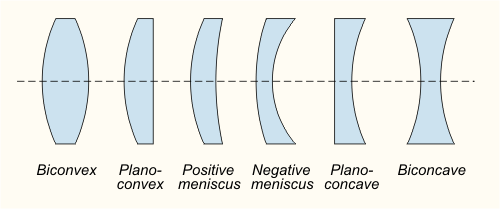 Biconvex
Plano-
convex
Positive
meniscus
Negative
meniscus
Plano-
concave
Biconcave